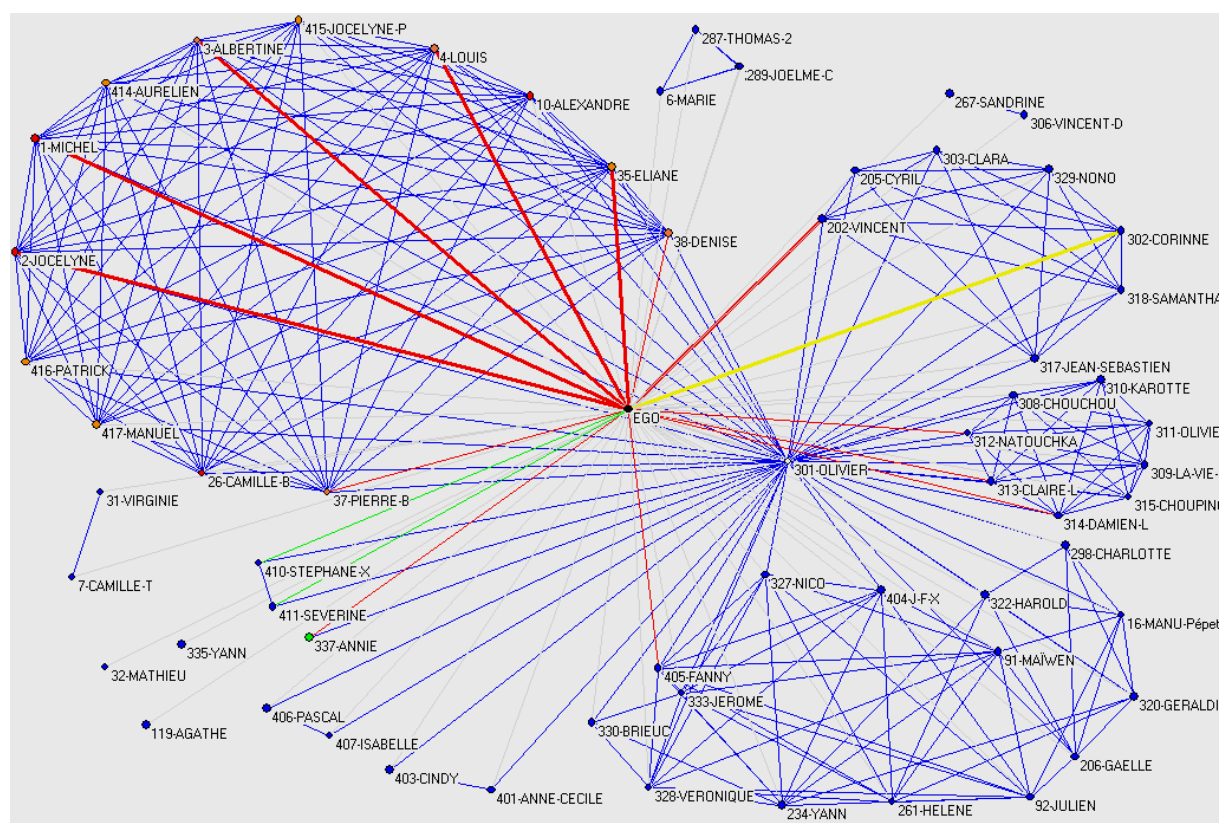 415-JOCELYNE-P
287-THOMAS-2
3-ALBERTINE
4-LOUIS
289-JOELME-C
414-AURELIEN
6-MARIE
267-SANDRINE
10-ALEXANDRE
306-VINCENT-D
1-MICHEL
303-CLARA
35-ELIANE
205-CYRIL
329-NONO
202-VINCENT
38-DENISE
302-CORINNE
2-JOCELYNE
318-SAMANTHA
416-PATRICK
317-JEAN-SEBASTIEN
310-KAROTTE
308-CHOUCHOU
EGO
417-MANUEL
312-NATOUCHKA
311-OLIVIE
301-OLIVIER
309-LA-VIE-
26-CAMILLE-B
313-CLAIRE-L
31-VIRGINIE
37-PIERRE-B
315-CHOUPINO
314-DAMIEN-L
298-CHARLOTTE
410-STEPHANE-X
7-CAMILLE-T
327-NICO
404-J-F-X
322-HAROLD
411-SEVERINE
16-MANU-Pépet
337-ANNIE
335-YANN
91-MAÏWEN
32-MATHIEU
405-FANNY
333-JEROME
320-GERALDI
406-PASCAL
119-AGATHE
330-BRIEUC
407-ISABELLE
206-GAELLE
403-CINDY
401-ANNE-CECILE
328-VERONIQUE
234-YANN
261-HELENE
92-JULIEN